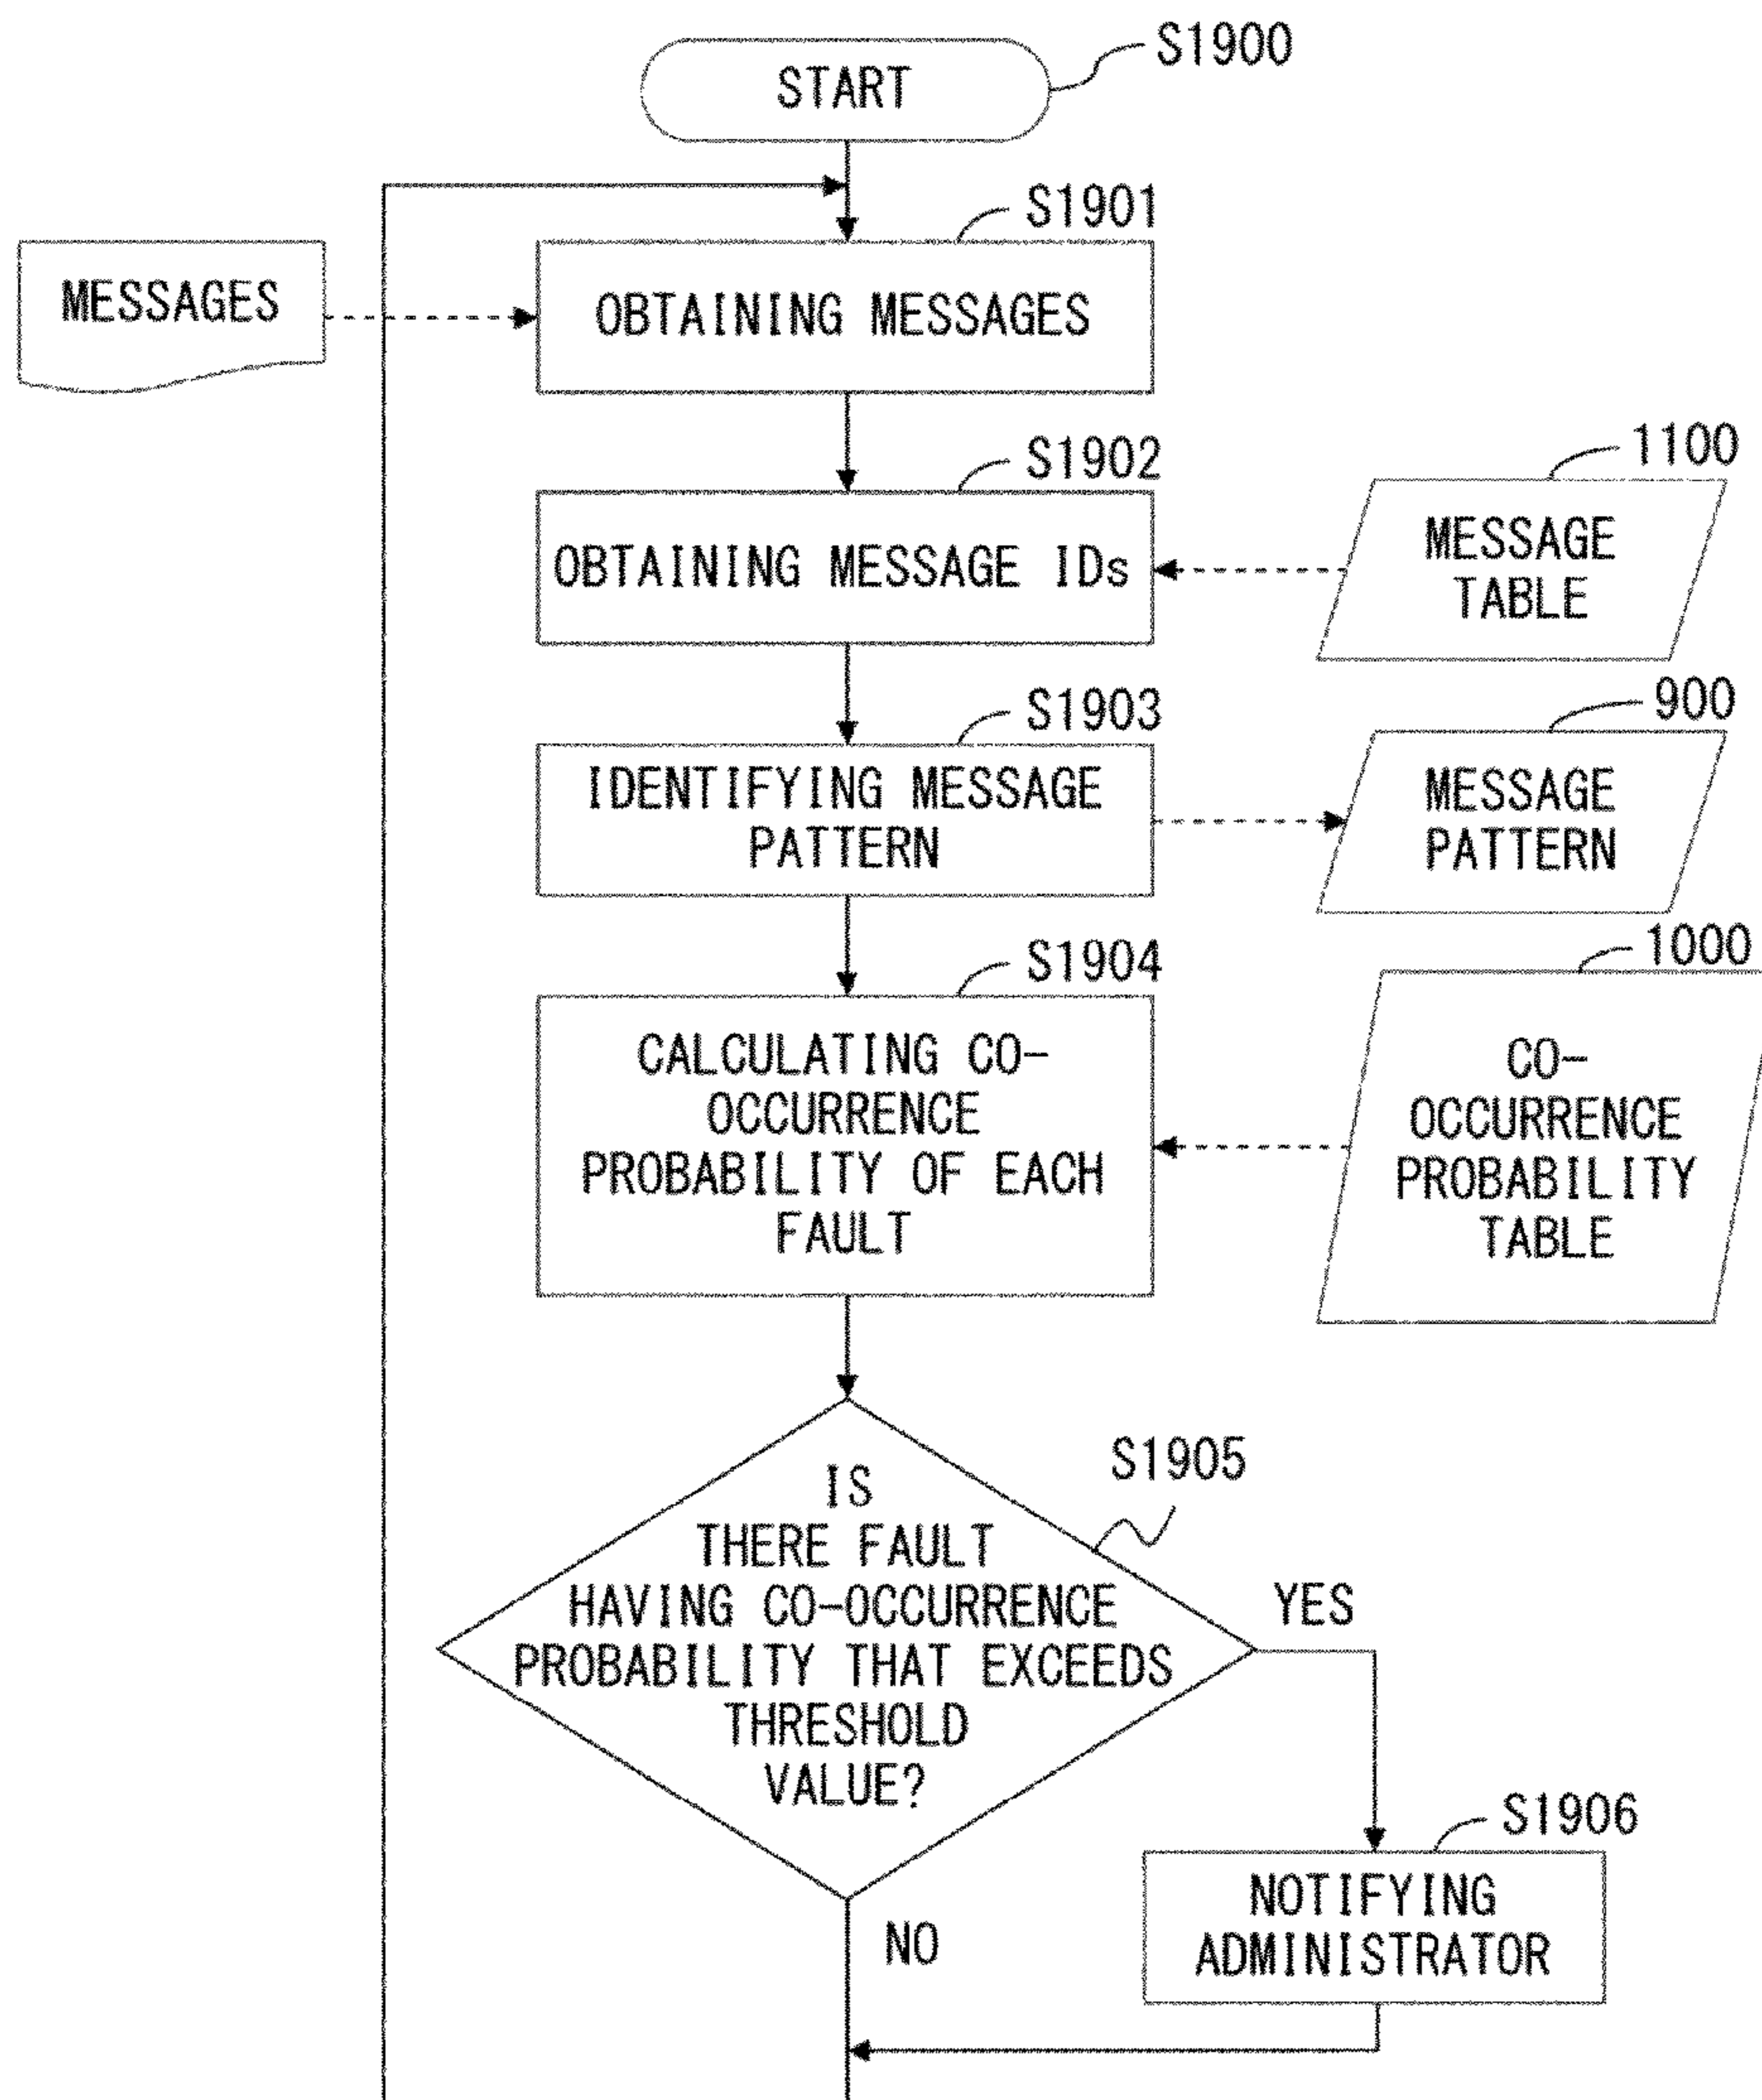 START
S1900
S1901
MESSAGES
OBTAINING MESSAGES
S1902
1100
OBTAINING MESSAGE IDs
MESSAGE
TABLE
S1903
900
IDENTIFYING MESSAGE
PATTERN
MESSAGE
PATTERN
S1904
1000
CALCULATING CO-
OCCURRENCE
PROBABILITY OF EACH
FAULT
CO-
OCCURRENCE
PROBABILITY
TABLE
S1905
IS
THERE FAULT
HAVING CO-OCCURRENCE
PROBABILITY THAT EXCEEDS
THRESHOLD
VALUE?
YES
S1906
NOTIFYING
ADMINISTRATOR
NO